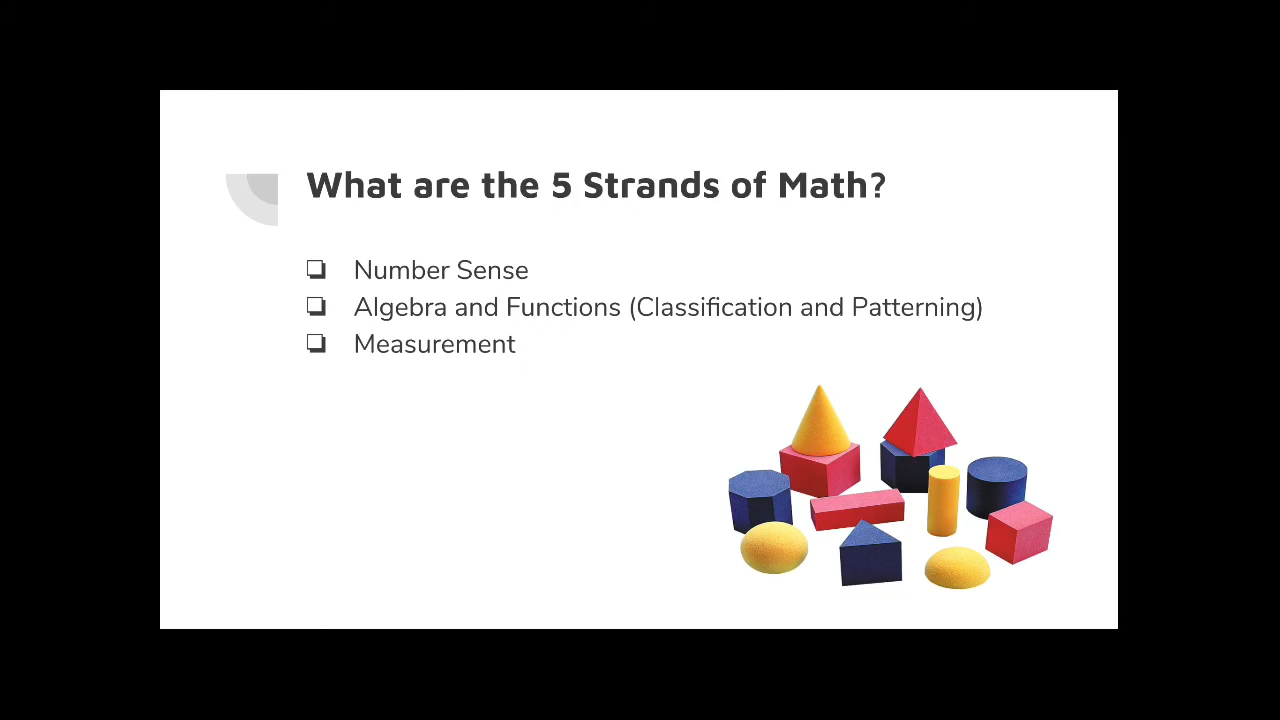 What are the 5 Strands of Math?
Number Sense
Algebra and Functions (Classification and Patterning)
Measurement